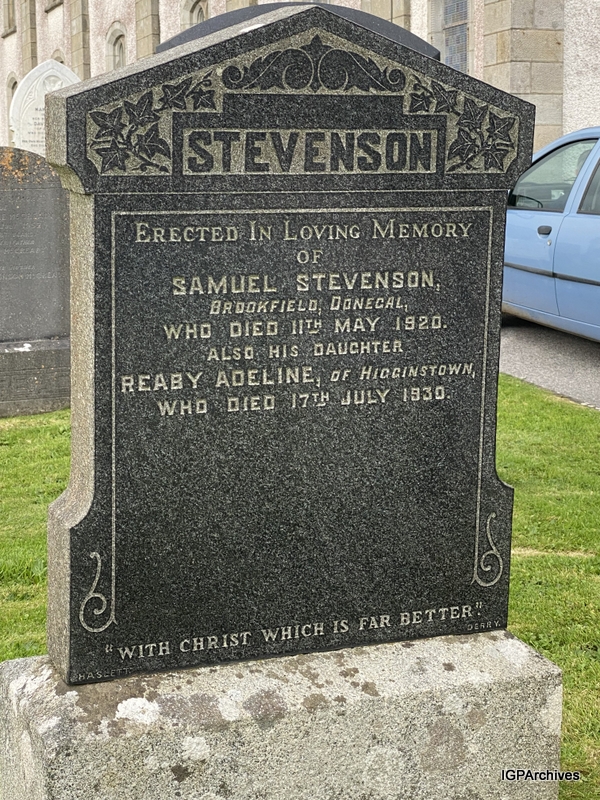 STEVENSON
ERECTED IN LOVING MEMORY
OF
SAMUEL STEVENSON,
BROOKFIELD, DONEGAL,
WHO DIED 11TH MAY 1920.
ALSO HIS DAUGHTER
REABY ADELINE, OF HIGGINSTOWN,
WHO DIED 17TH JULY 1930.
"WITH CHRIST WHICH IS FAR BETTER"
HASLETT DERRY.
IGPArchives